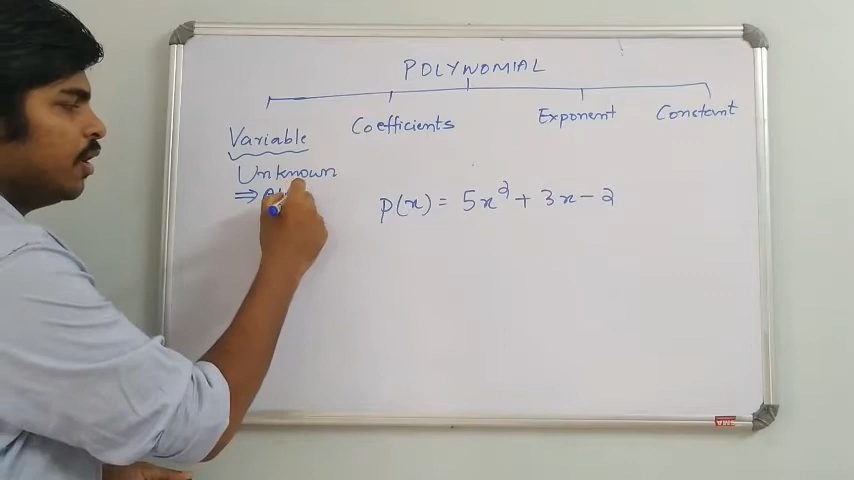 POLYNOMIAL
Variable Coefficients Exponent Constant
Unknown
⇒
p(x) = 5x² + 3x - 2